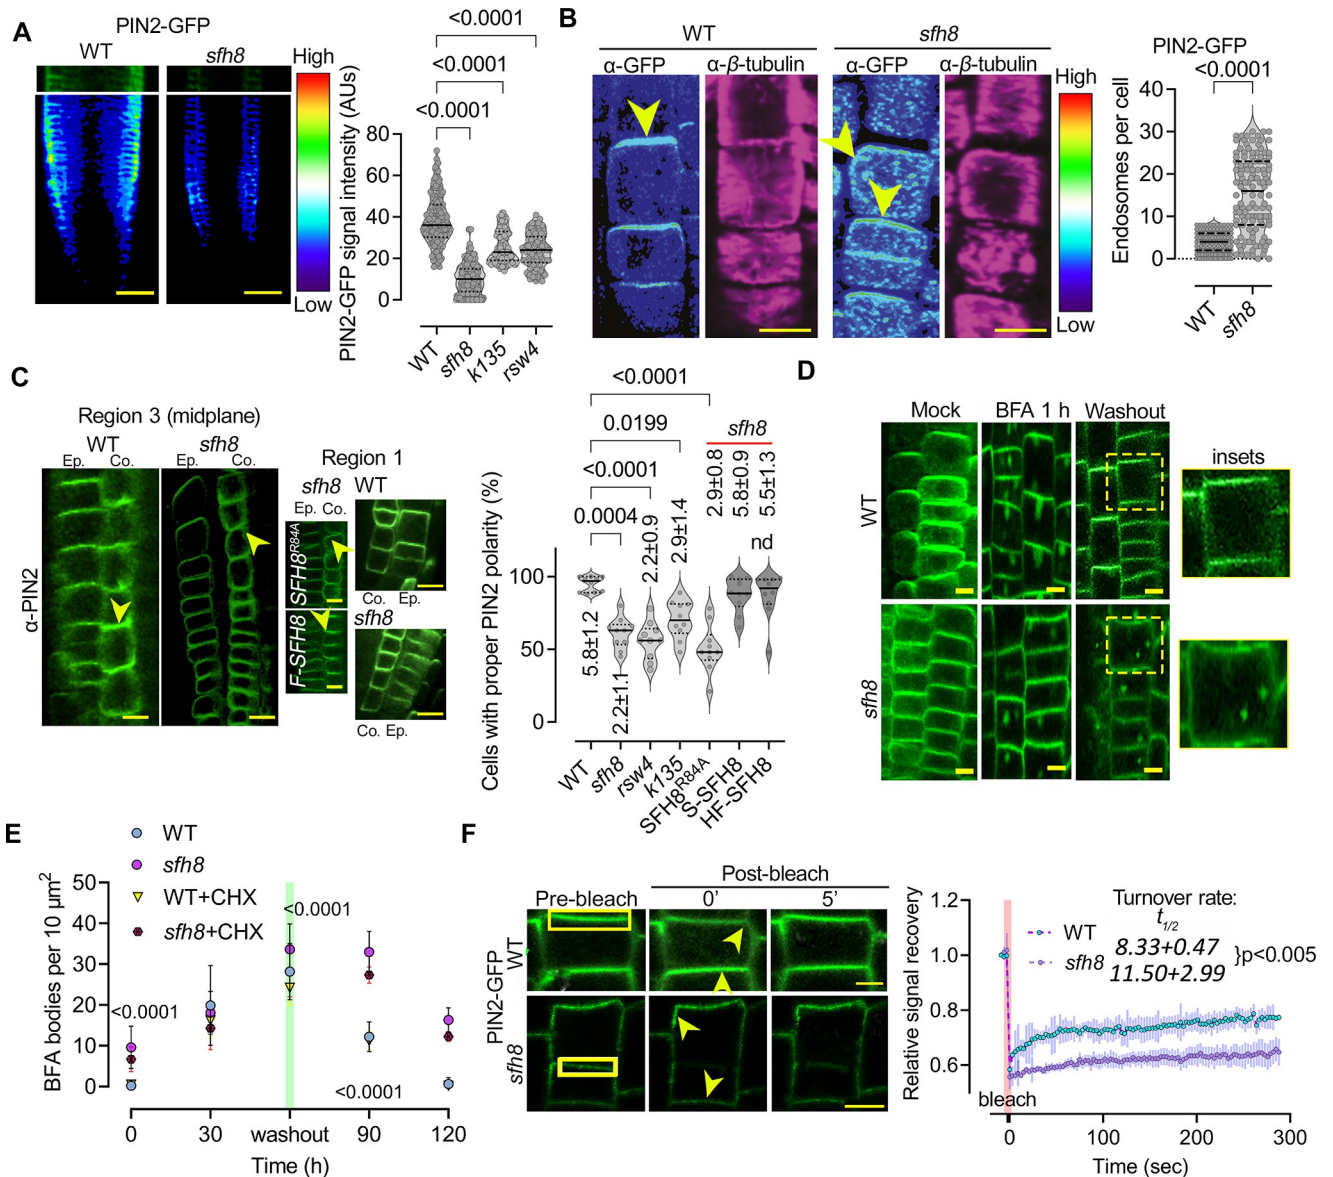 A
PIN2-GFP
WT
sfh8
High
Low
PIN2-GFP signal intensity (AUs)
<0.0001
<0.0001
<0.0001
80
60
40
20
0
WT
sfh8
k135
rsw4
B
WT
sfh8
α-GFP
α-β-tubulin
α-GFP
α-β-tubulin
High
Low
PIN2-GFP
<0.0001
Endosomes per cell
40
30
20
10
0
WT
sfh8
C
Region 3 (midplane)
WT
sfh8
Ep. Co.
Ep. Co.
α-PIN2
Region 1
sfh8
WT
Ep. Co.
SFH8R84A
F-SFH8
Co. Ep.
sfh8
Co. Ep.
Cells with proper PIN2 polarity (%)
<0.0001
0.0199
<0.0001
0.0004
sfh8
5.8±1.2
2.2±1.1
2.2±0.9
2.9±1.4
2.9±0.8
5.8±0.9
5.5±1.3
nd
100
50
0
WT
sfh8
rsw4
k135
SFH8R84A
S-SFH8
HF-SFH8
D
Mock
BFA 1 h
Washout
insets
WT
sfh8
E
WT
sfh8
WT+CHX
sfh8+CHX
BFA bodies per 10 µm²
50
40
30
20
10
0
<0.0001
<0.0001
<0.0001
0
30
washout
90
120
Time (h)
F
Post-bleach
Pre-bleach
0’
5’
PIN2-GFP
WT
sfh8
Relative signal recovery
1.2
1.0
0.8
0.6
Turnover rate:
t1/2
WT
8.33+0.47
sfh8
11.50+2.99
}p<0.005
bleach
0
100
200
300
Time (sec)